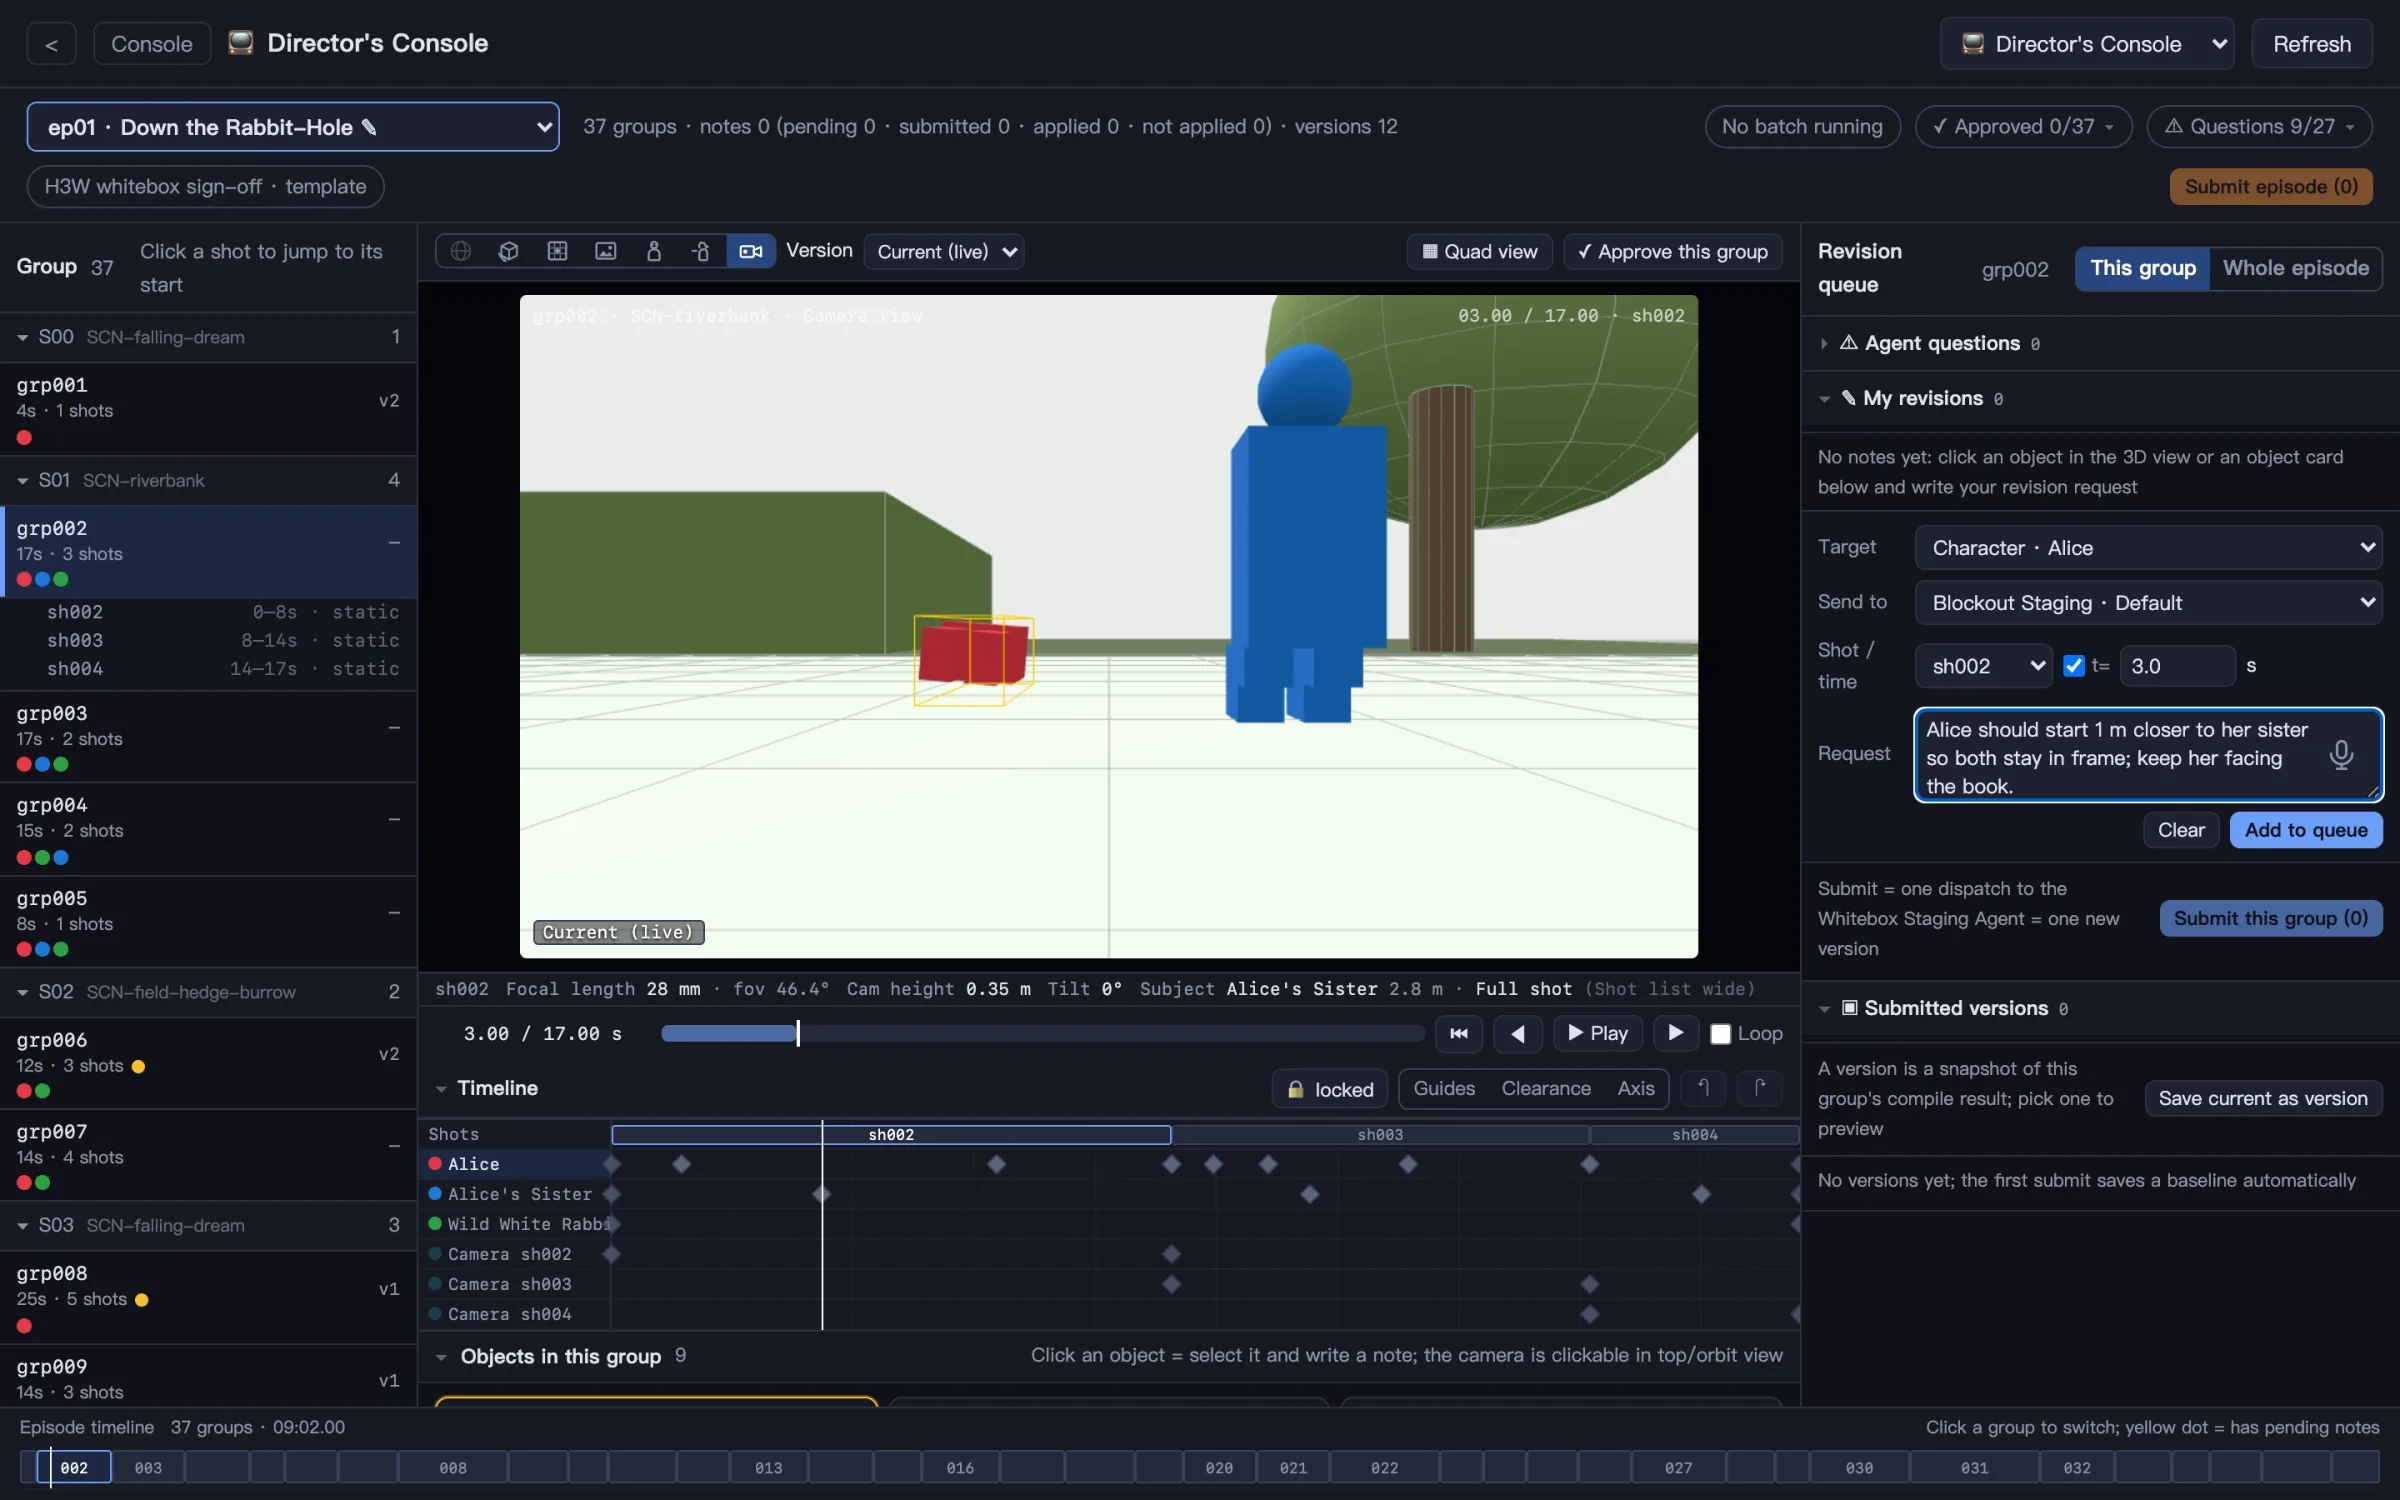 <
Console
Director's Console
Director's Console
Refresh
ep01 · Down the Rabbit-Hole ✎
37 groups · notes 0 (pending 0 · submitted 0 · applied 0 · not applied 0) · versions 12
No batch running
✓ Approved 0/37
⚠ Questions 9/27
H3W whitebox sign-off · template
Submit episode (0)
Group 37
Click a shot to jump to its
start
S00 SCN-falling-dream 1
grp001
4s · 1 shots
v2
S01 SCN-riverbank 4
grp002
17s · 3 shots
–
sh002 0–8s · static
sh003 8–14s · static
sh004 14–17s · static
grp003
17s · 2 shots
–
grp004
15s · 2 shots
–
grp005
8s · 1 shots
–
S02 SCN-field-hedge-burrow 2
grp006
12s · 3 shots
v2
grp007
14s · 4 shots
–
S03 SCN-falling-dream 3
grp008
25s · 5 shots
v1
grp009
14s · 3 shots
v1
Version
Current (live)
Quad view
✓ Approve this group
grp002 · SCN-riverbank · Camera view
03.00 / 17.00 · sh002
Current (live)
sh002 Focal length 28 mm · fov 46.4° Cam height 0.35 m Tilt 0° Subject Alice's Sister 2.8 m · Full shot (Shot list wide)
3.00 / 17.00 s
Play
Loop
Timeline
locked
Guides
Clearance
Axis
Shots
sh002
sh003
sh004
Alice
Alice's Sister
Wild White Rabbi
Camera sh002
Camera sh003
Camera sh004
Objects in this group 9
Click an object = select it and write a note; the camera is clickable in top/orbit view
Revision
queue
grp002
This group
Whole episode
⚠ Agent questions 0
✎ My revisions 0
No notes yet: click an object in the 3D view or an object card
below and write your revision request
Target
Character · Alice
Send to
Blockout Staging · Default
Shot /
time
sh002
t=
3.0
s
Request
Alice should start 1 m closer to her sister
so both stay in frame; keep her facing
the book.
Clear
Add to queue
Submit = one dispatch to the
Whitebox Staging Agent = one new
version
Submit this group (0)
▣ Submitted versions 0
A version is a snapshot of this
group's compile result; pick one to
preview
Save current as version
No versions yet; the first submit saves a baseline automatically
Episode timeline 37 groups · 09:02.00
Click a group to switch; yellow dot = has pending notes
002
003
008
013
016
020
021
022
027
030
031
032